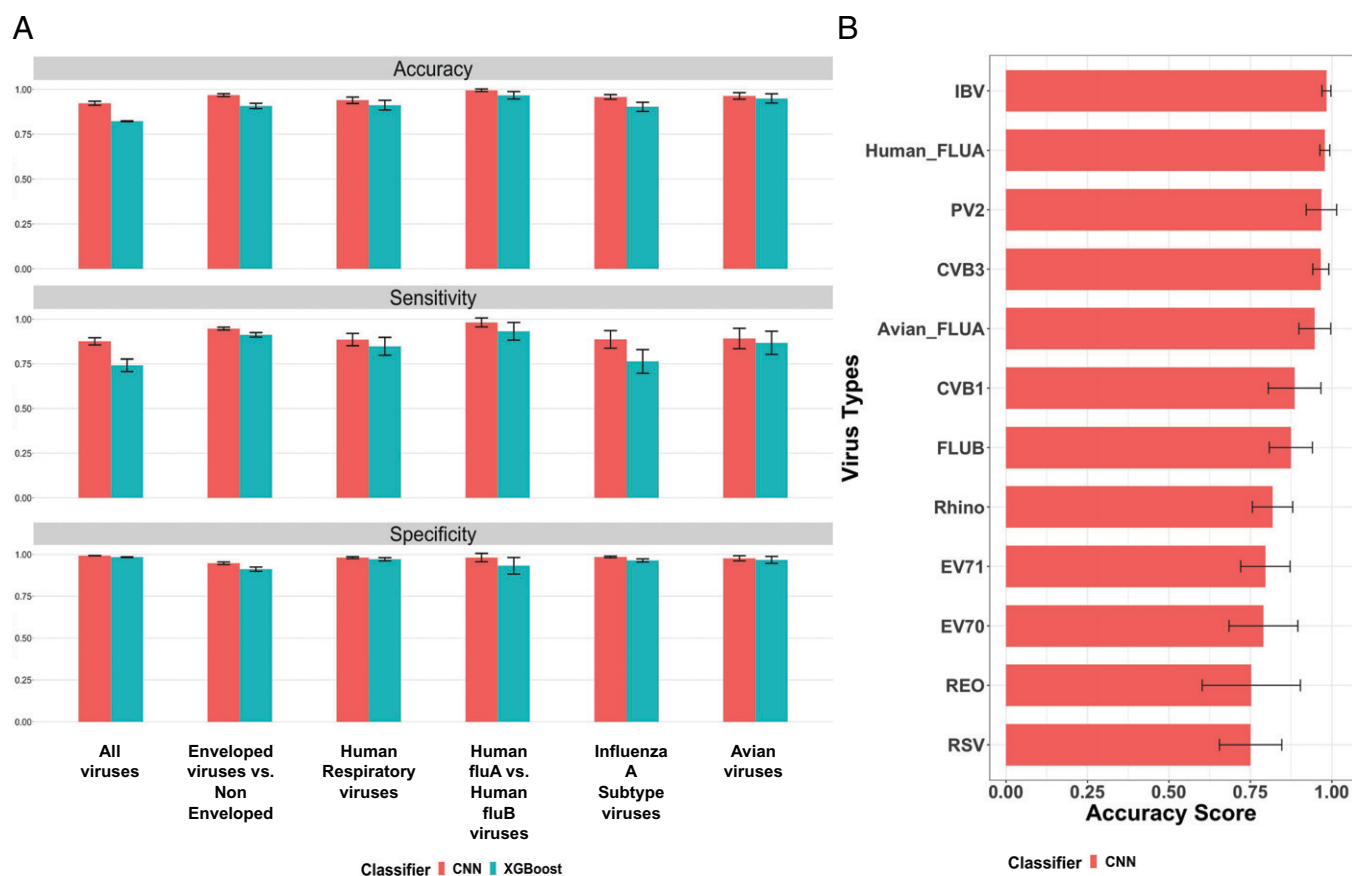 A
Accuracy
1.00
0.75
0.50
0.25
0.00
Sensitivity
1.00
0.75
0.50
0.25
0.00
Specificity
1.00
0.75
0.50
0.25
0.00
All
viruses
Enveloped
viruses vs.
Non
Enveloped
Human
Respiratory
viruses
Human
fluA vs.
Human
fluB
viruses
Influenza
A
Subtype
viruses
Avian
viruses
Classifier CNN XGBoost
B
Virus Types
IBV
Human_FLUA
PV2
CVB3
Avian_FLUA
CVB1
FLUB
Rhino
EV71
EV70
REO
RSV
0.00 0.25 0.50 0.75 1.00
Accuracy Score
Classifier CNN